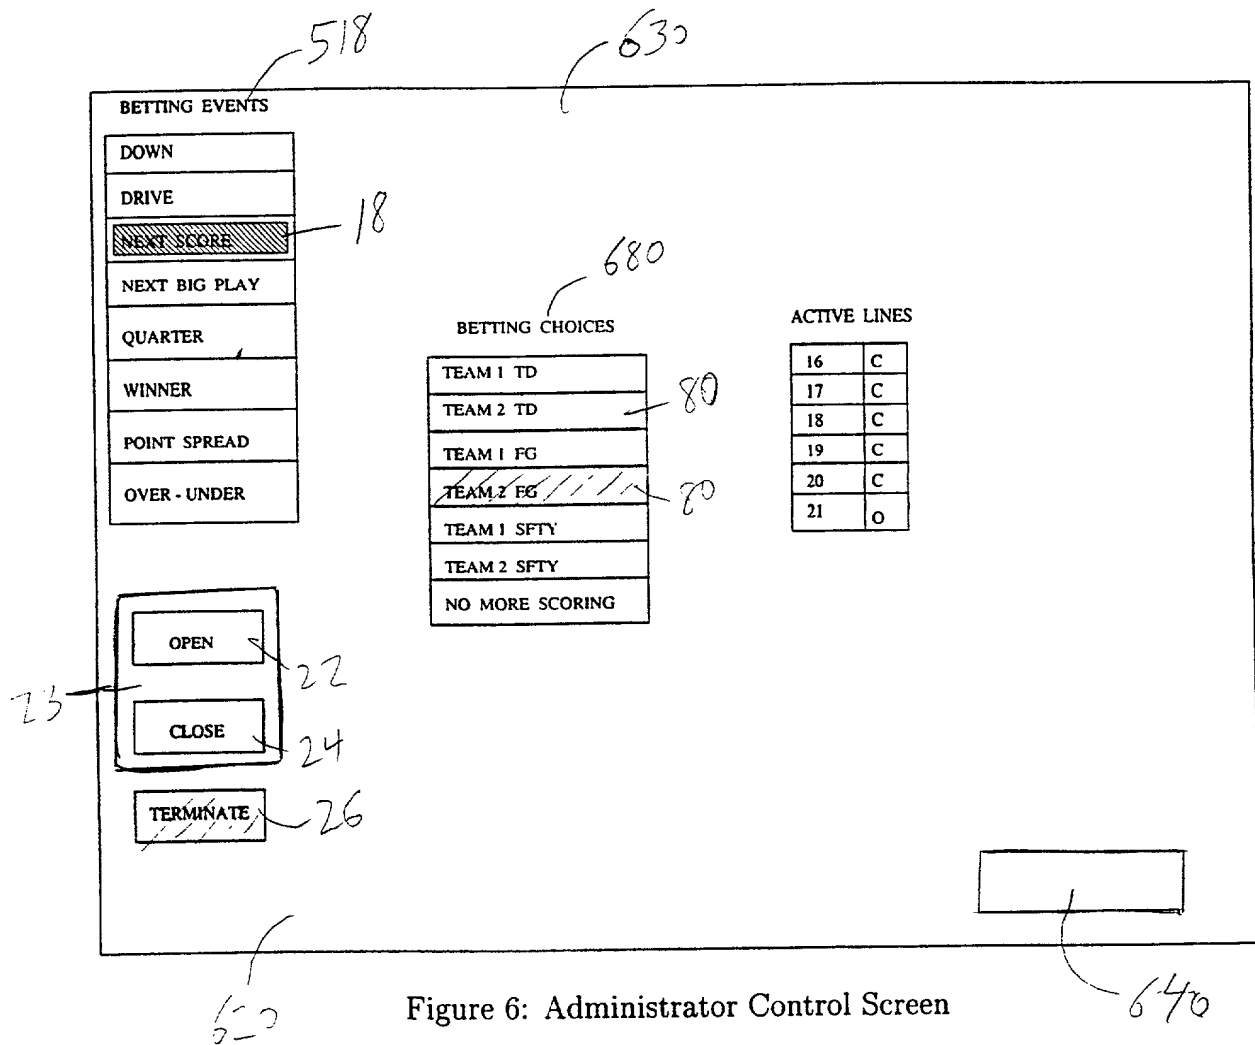 518
630
BETTING EVENTS
DOWN
DRIVE
NEXT SCORE
18
NEXT BIG PLAY
QUARTER
WINNER
POINT SPREAD
OVER - UNDER
680
BETTING CHOICES
TEAM 1 TD
TEAM 2 TD
80
TEAM 1 FG
TEAM 2 FG
80
TEAM 1 SFTY
TEAM 2 SFTY
NO MORE SCORING
ACTIVE LINES
16 C
17 C
18 C
19 C
20 C
21 O
OPEN
22
23
CLOSE
24
TERMINATE
26
640
Figure 6: Administrator Control Screen